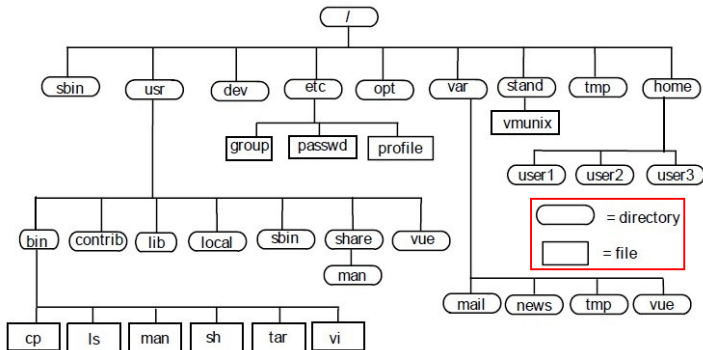 /
sbin usr dev etc opt var stand tmp home
group passwd profile
vmunix
user1 user2 user3
bin contrib lib local sbin share vue
man
= directory
= file
mail news tmp vue
cp ls man sh tar vi